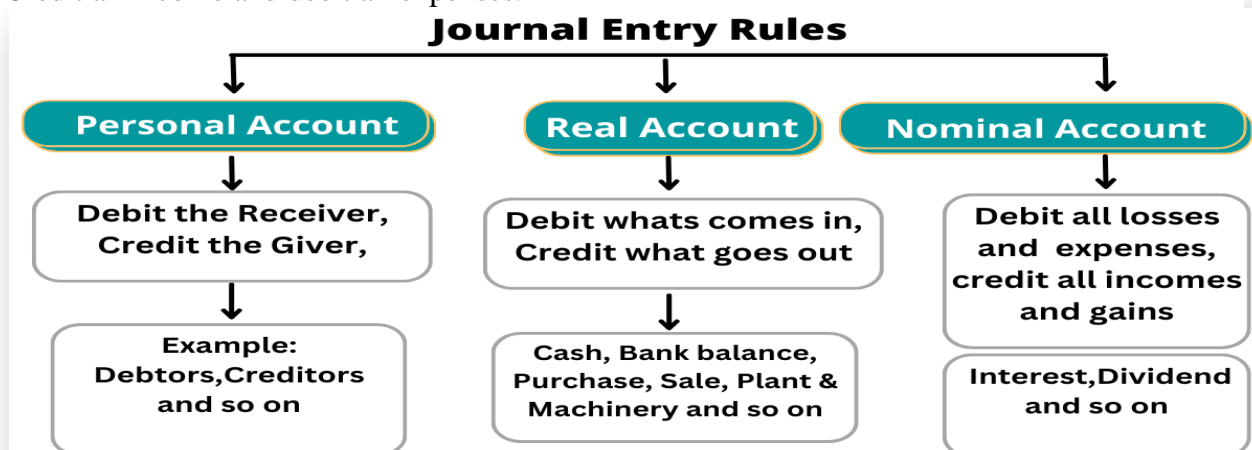 Journal Entry Rules
Personal Account
Real Account
Nominal Account
Debit the Receiver,
Credit the Giver,
Debit whats comes in,
Credit what goes out
Debit all losses
and expenses,
credit all incomes
and gains
Example:
Debtors,Creditors
and so on
Cash, Bank balance,
Purchase, Sale, Plant &
Machinery and so on
Interest,Dividend
and so on